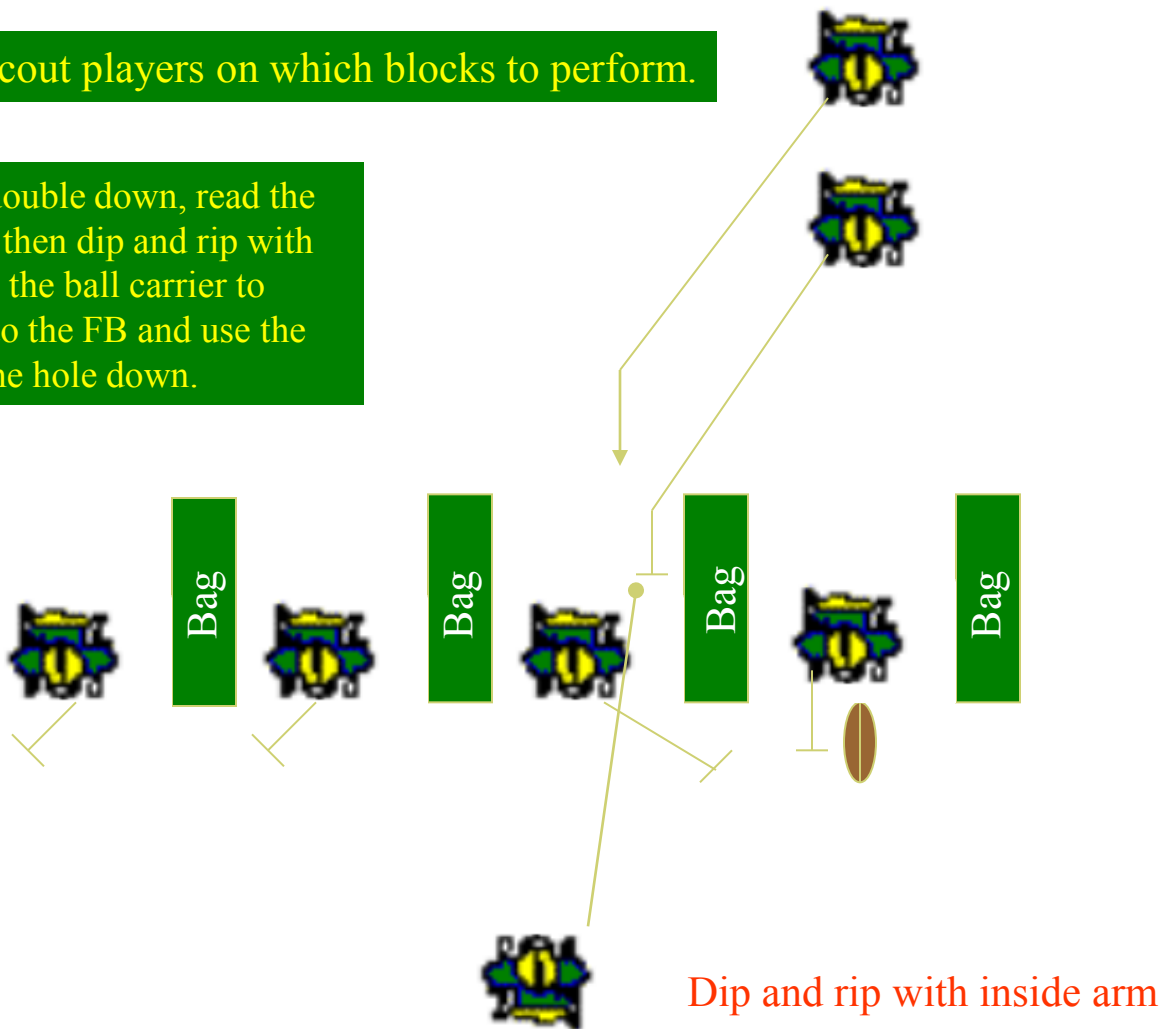 cout players on which blocks to perform.
ouble down, read the
then dip and rip with
the ball carrier to
o the FB and use the
e hole down.
Bag
Bag
Bag
Bag
Dip and rip with inside arm